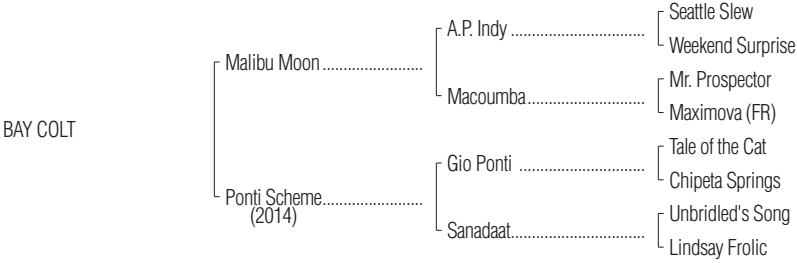 Seattle Slew
A.P. Indy ..............................
Weekend Surprise
Malibu Moon ......................
Mr. Prospector
Macoumba..........................
Maximova (FR)
BAY COLT
Tale of the Cat
Gio Ponti ............................
Chipeta Springs
Ponti Scheme......................
(2014)
Unbridled's Song
Sanadaat..............................
Lindsay Frolic